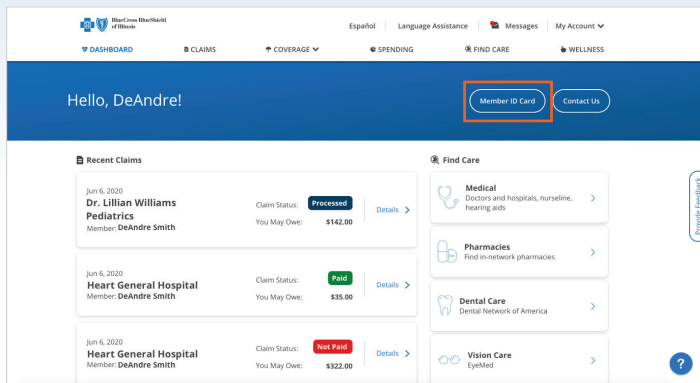 BlueCross BlueShield
of Illinois
Español Language Assistance Messages My Account
DASHBOARD CLAIMS COVERAGE SPENDING FIND CARE WELLNESS
Hello, DeAndre!
Member ID Card Contact Us
Recent Claims
Jun 6, 2020
Dr. Lillian Williams
Pediatrics
Member: DeAndre Smith
Claim Status: Processed
You May Owe: $142.00
Details
Jun 6, 2020
Heart General Hospital
Member: DeAndre Smith
Claim Status: Paid
You May Owe: $35.00
Details
Jun 6, 2020
Heart General Hospital
Member: DeAndre Smith
Claim Status: Not Paid
You May Owe: $322.00
Details
Find Care
Medical
Doctors and hospitals, nurseline,
hearing aids
Pharmacies
Find in-network pharmacies
Dental Care
Dental Network of America
Vision Care
EyeMed
Provide Feedback
?